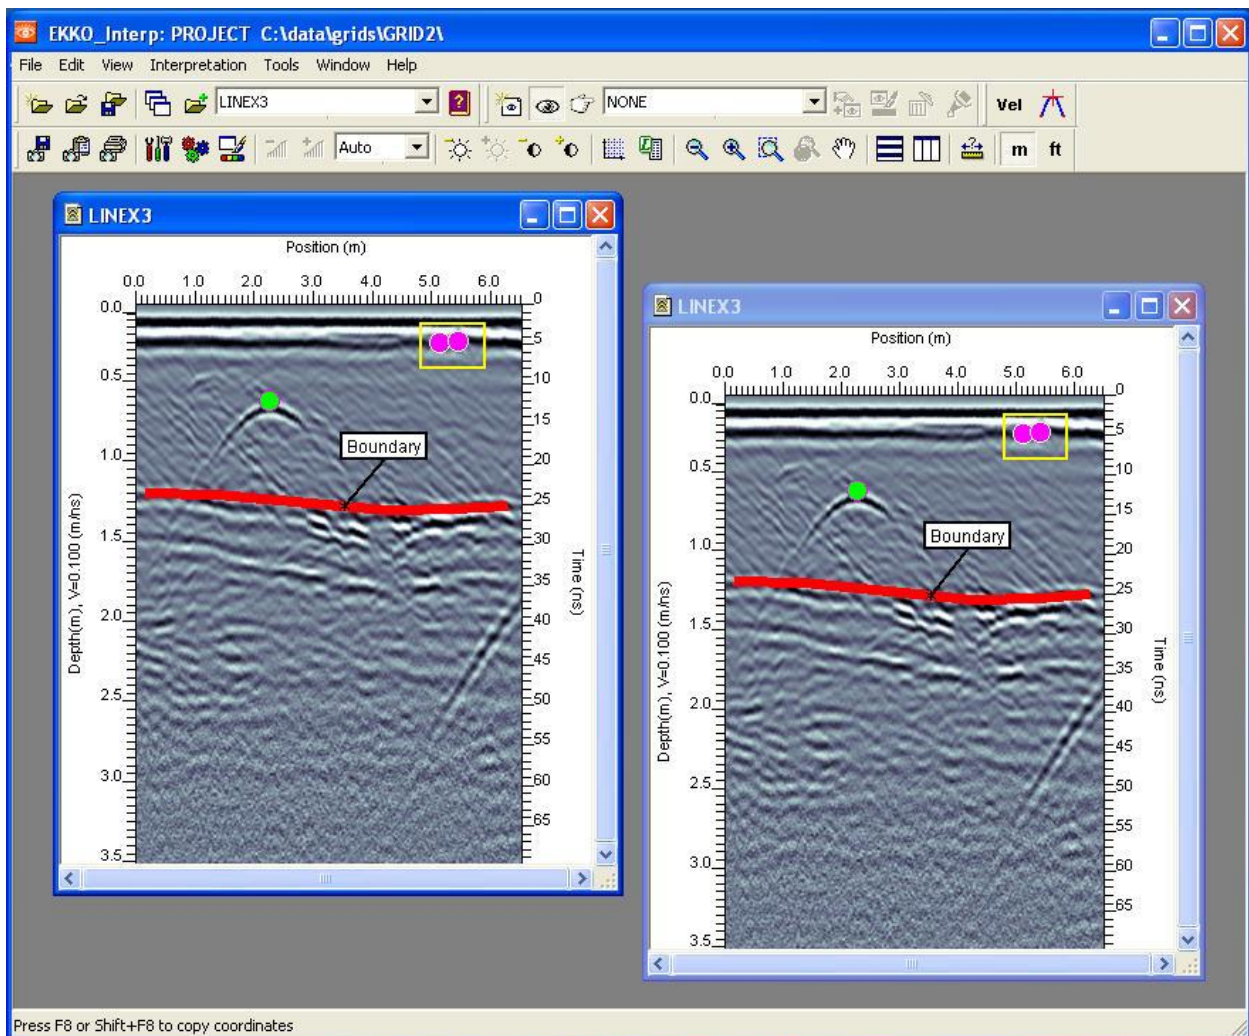 EKKO_Interp: PROJECT C:\data\grids\GRID2\
File Edit View Interpretation Tools Window Help
LINEX3 ? NONE Vel
Auto m ft
LINEX3
Position (m)
0.0 1.0 2.0 3.0 4.0 5.0 6.0
0.0
0.5
1.0
1.5
2.0
2.5
3.0
3.5
Depth(m), V=0.100 (m/ns)
Boundary
0
5
10
15
20
25
30
35
40
45
50
55
60
65
Time (ns)
LINEX3
Position (m)
0.0 1.0 2.0 3.0 4.0 5.0 6.0
0.0
0.5
1.0
1.5
2.0
2.5
3.0
3.5
Depth(m), V=0.100 (m/ns)
Boundary
0
5
10
15
20
25
30
35
40
45
50
55
60
65
Time (ns)
Press F8 or Shift+F8 to copy coordinates